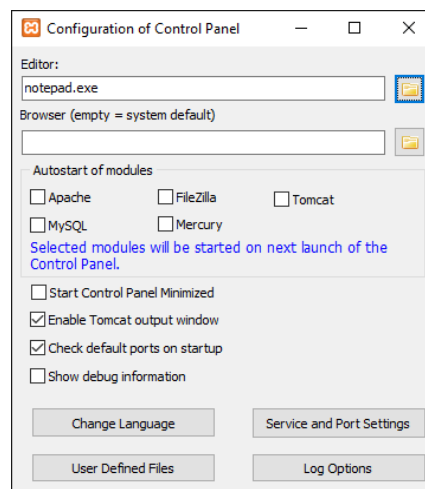 Configuration of Control Panel
Editor:
notepad.exe
Browser (empty = system default)
Autostart of modules
Apache FileZilla Tomcat
MySQL Mercury
Selected modules will be started on next launch of the
Control Panel.
Start Control Panel Minimized
Enable Tomcat output window
Check default ports on startup
Show debug information
Change Language Service and Port Settings
User Defined Files Log Options